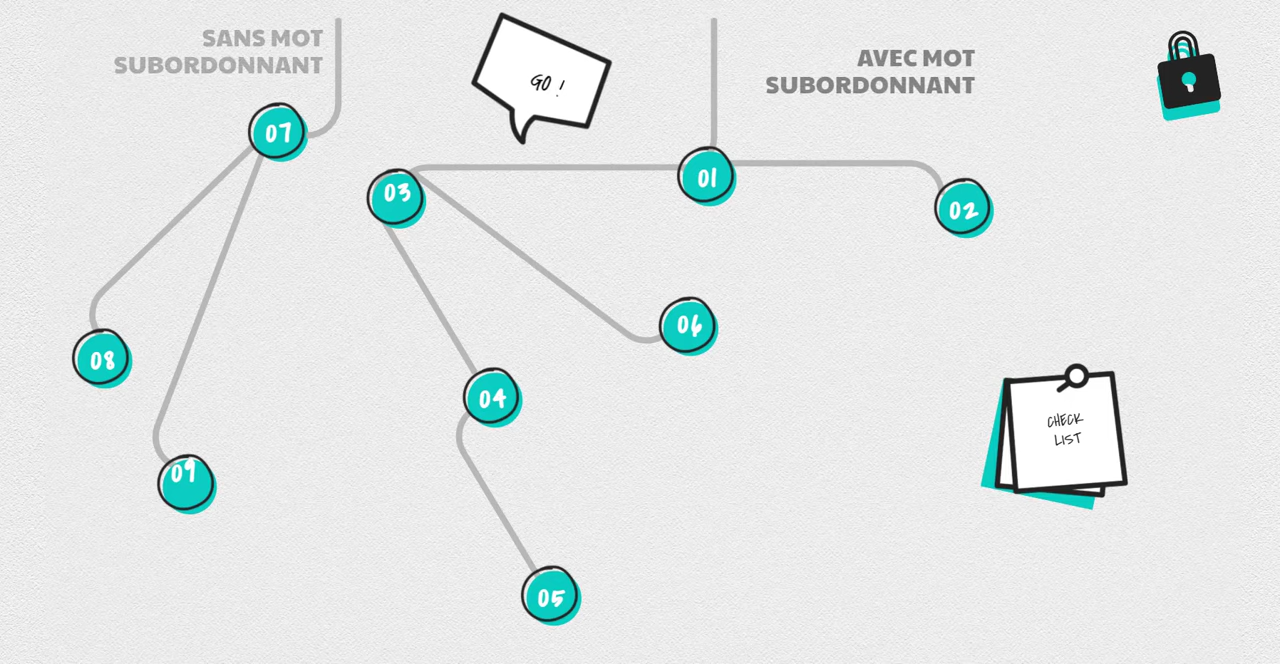 SANS MOT
SUBORDONNANT
GO !
AVEC MOT
SUBORDONNANT
07
01
03
02
06
08
04
CHECK
LIST
09
05